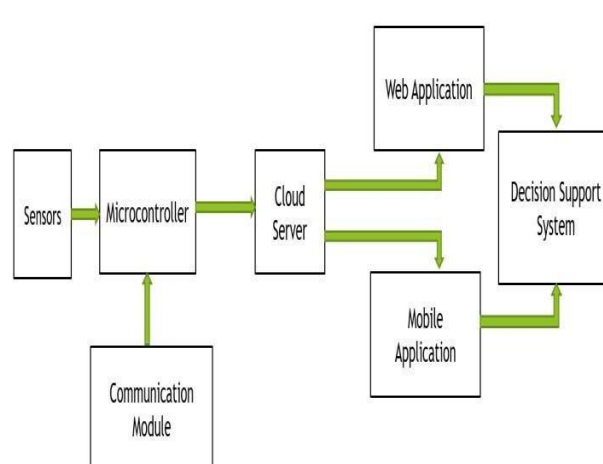 Web Application
Sensors
Microcontroller
Cloud
Server
Decision Support
System
Mobile
Application
Communication
Module